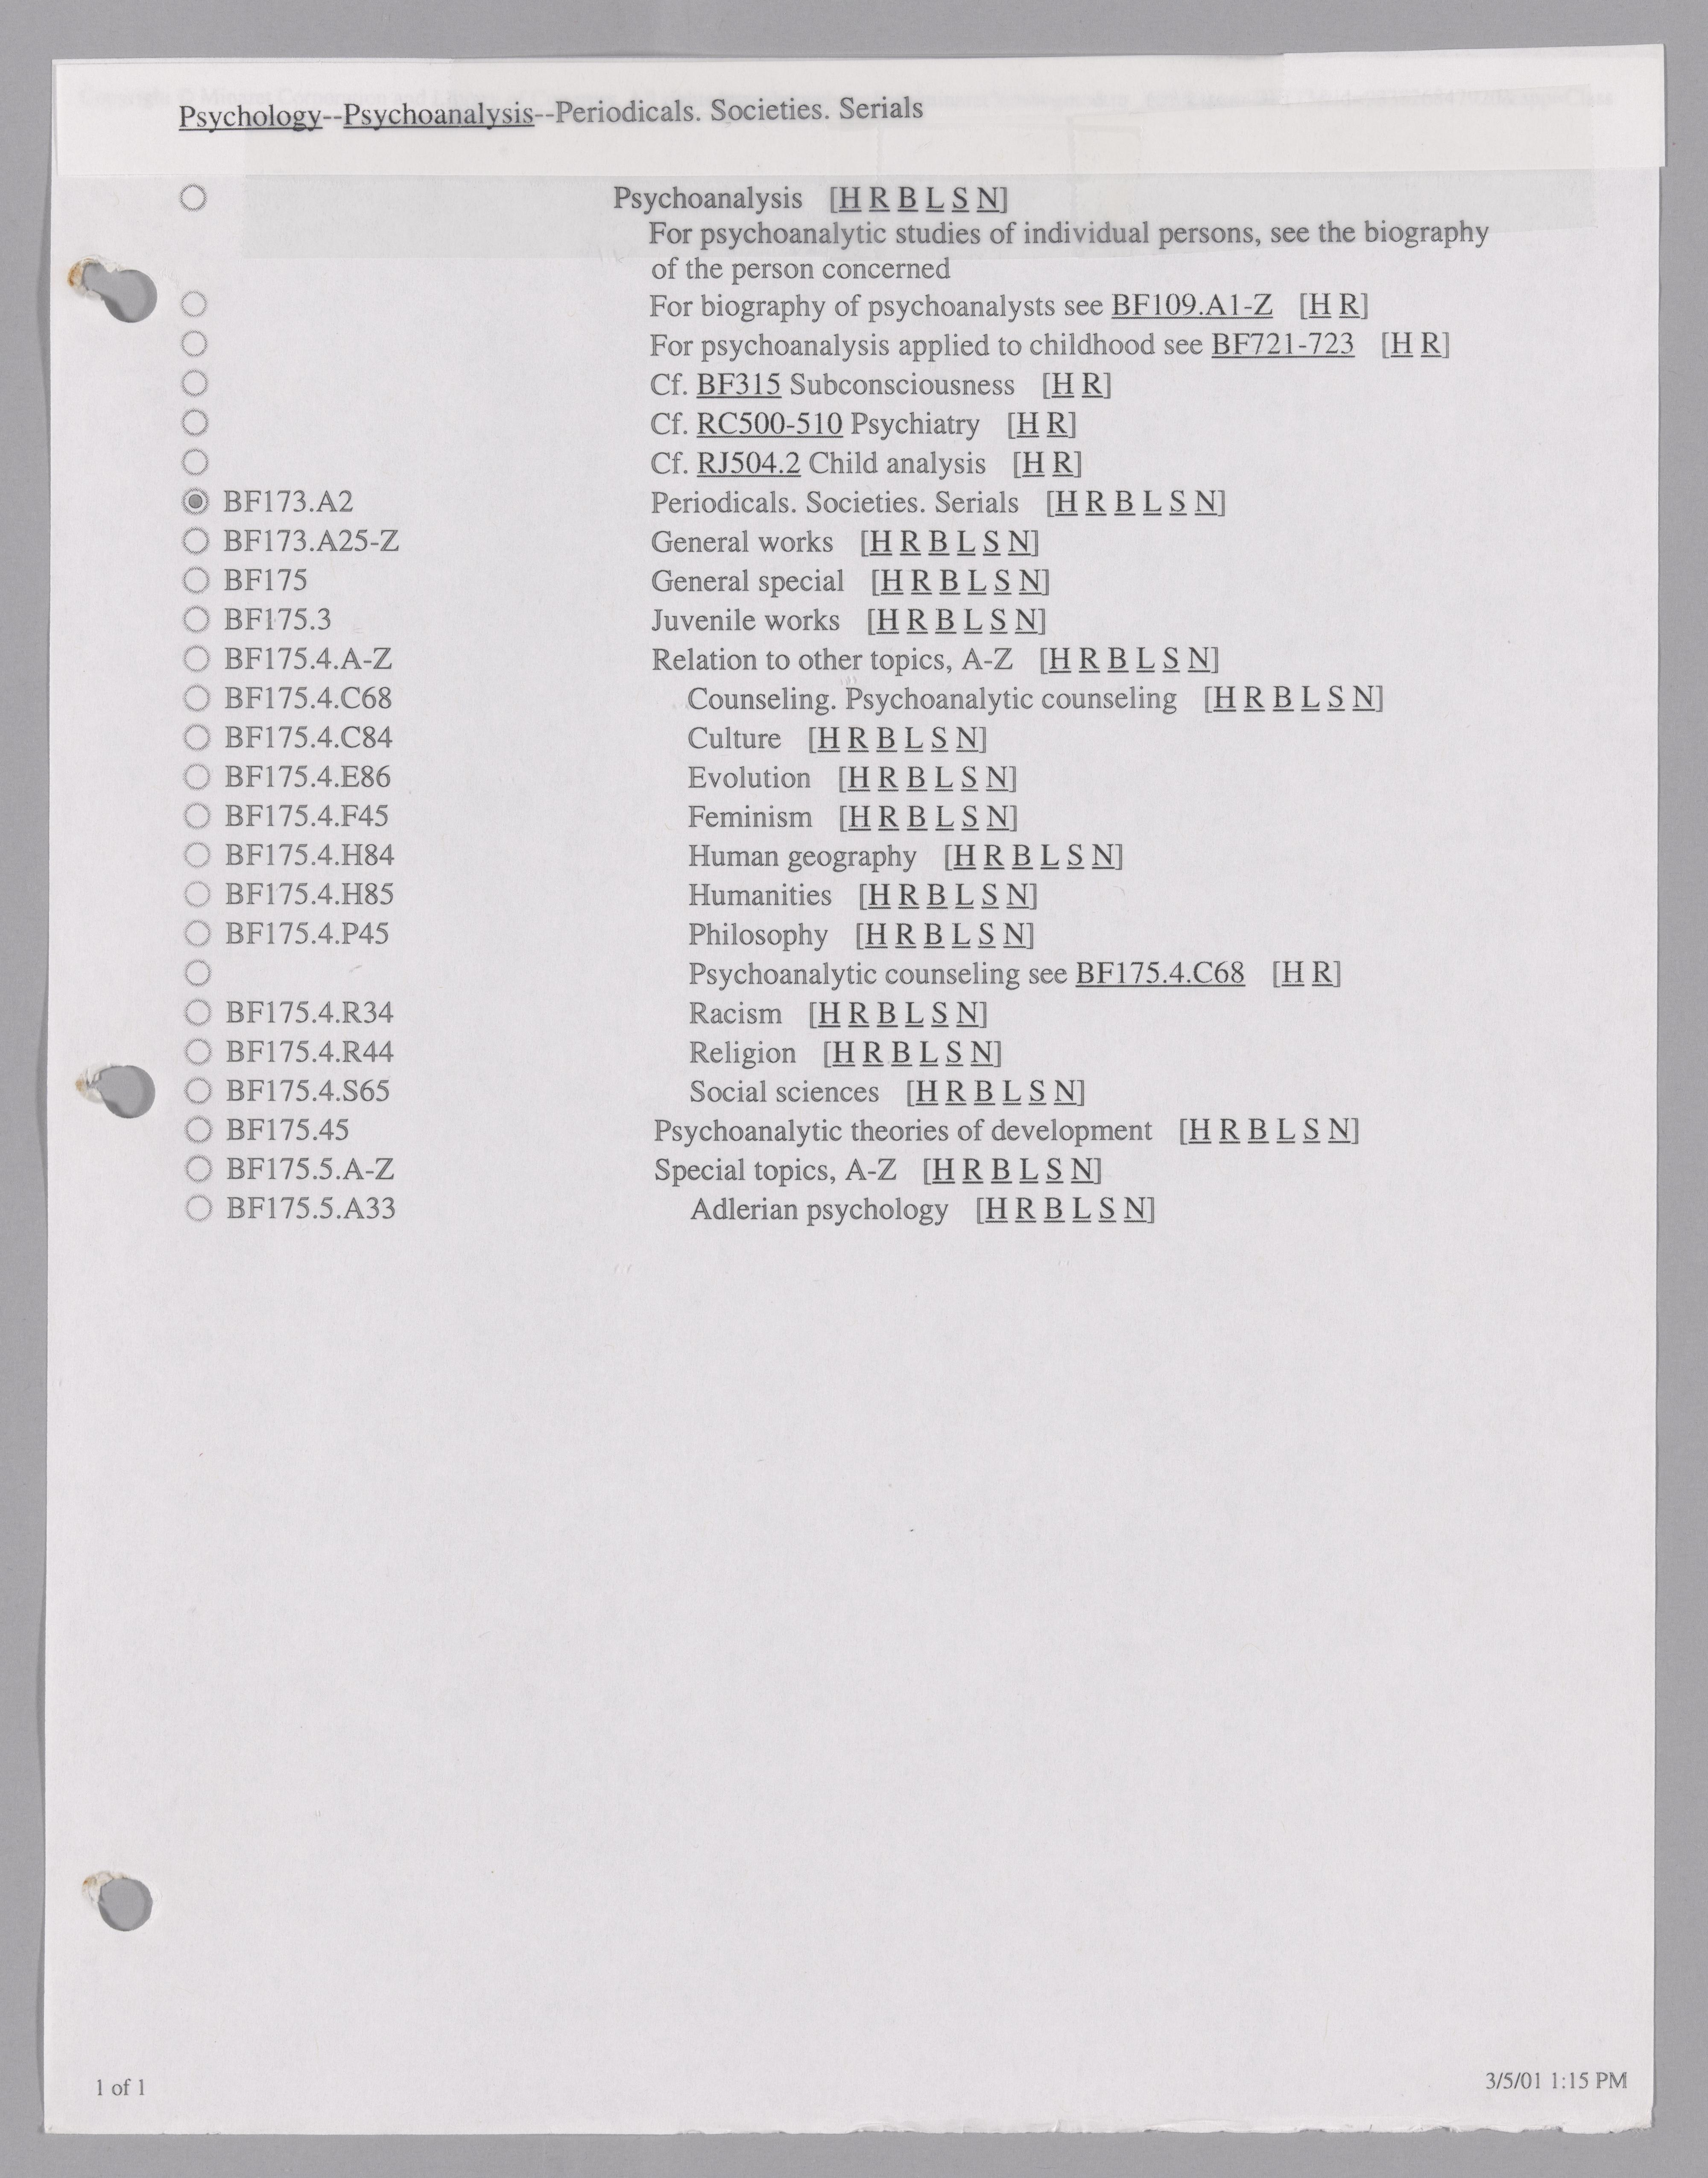 Psychology--Psychoanalysis--Periodicals. Societies. Serials
Psychoanalysis [H R B L S N]
For psychoanalytic studies of individual persons, see the biography
of the person concerned
For biography of psychoanalysts see BF109.A1-Z [H R]
For psychoanalysis applied to childhood see BF721-723 [H R]
Cf. BF315 Subconsciousness [H R]
Cf. RC500-510 Psychiatry [H R]
Cf. RJ504.2 Child analysis [H R]
BF173.A2 Periodicals. Societies. Serials [H R B L S N]
BF173.A25-Z General works [H R B L S N]
BF175 General special [H R B L S N]
BF175.3 Juvenile works [H R B L S N]
BF175.4.A-Z Relation to other topics, A-Z [H R B L S N]
BF175.4.C68 Counseling. Psychoanalytic counseling [H R B L S N]
BF175.4.C84 Culture [H R B L S N]
BF175.4.E86 Evolution [H R B L S N]
BF175.4.F45 Feminism [H R B L S N]
BF175.4.H84 Human geography [H R B L S N]
BF175.4.H85 Humanities [H R B L S N]
BF175.4.P45 Philosophy [H R B L S N]
Psychoanalytic counseling see BF175.4.C68 [H R]
BF175.4.R34 Racism [H R B L S N]
BF175.4.R44 Religion [H R B L S N]
BF175.4.S65 Social sciences [H R B L S N]
BF175.45 Psychoanalytic theories of development [H R B L S N]
BF175.5.A-Z Special topics, A-Z [H R B L S N]
BF175.5.A33 Adlerian psychology [H R B L S N]
1 of 1
3/5/01 1:15 PM